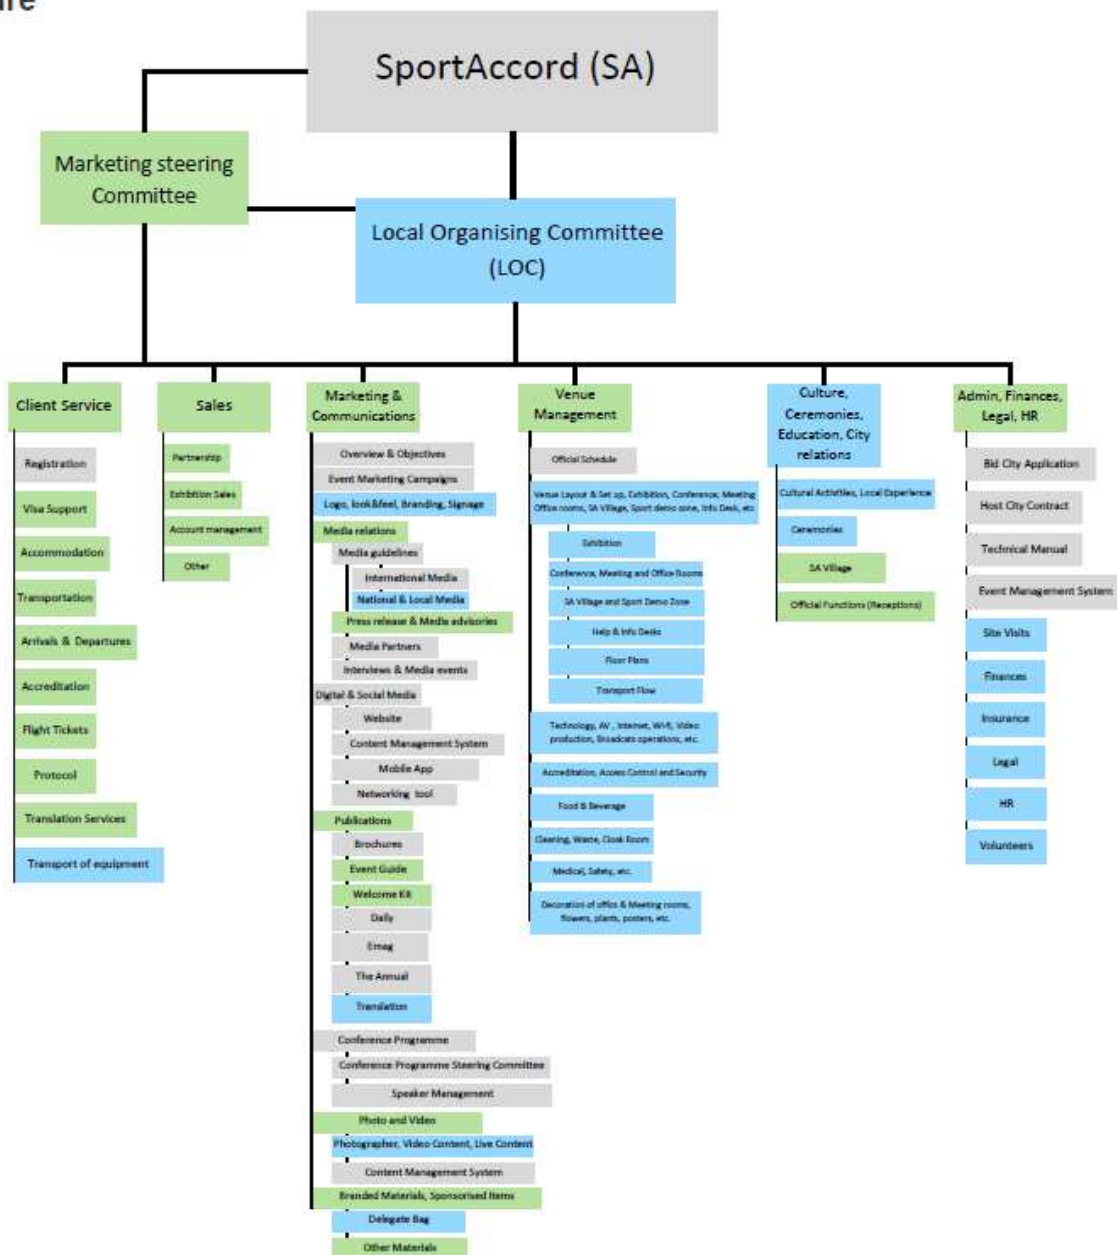 SportAccord (SA)
Marketing steering
Committee
Local Organising Committee
(LOC)
Client Service
Registration
Visa Support
Accommodation
Transportation
Arrivals & Departures
Accreditation
Flight Tickets
Protocol
Translation Services
Transport of equipment
Sales
Partnership
Exhibition Sales
Account management
Other
Marketing &
Communications
Overview & Objectives
Event Marketing Campaigns
Logo, look&feel, Branding, Signage
Media relations
Media guidelines
International Media
National & Local Media
Press release & Media advisories
Media Partners
Interviews & Media events
Digital & Social Media
Website
Content Management System
Mobile App
Networking tool
Publications
Brochures
Event Guide
Welcome Kit
Daily
Emag
The Annual
Translation
Conference Programme
Conference Programme Steering Committee
Speaker Management
Photo and Video
Photographer, Video Content, Live Content
Content Management System
Branded Materials, Sponsorised Items
Delegate Bag
Other Materials
Venue
Management
Official Schedule
Venue Layout & Set up, Exhibition, Conference, Meeting
Office rooms, SA Village, Sport demo zone, Info Desk, etc
Exhibition
Conference, Meeting and Office Rooms
SA Village and Sport Demo Zone
Help & Info Desks
Floor Plans
Transport Flow
Technology, AV , Internet, Wi-fi, Video
production, Broadcats operations, etc.
Accreditation, Access Control and Security
Food & Beverage
Cleaning, Waste, Cloak Room
Medical, Safety, etc.
Decoration of office & Meeting rooms,
flowers, plants, posters, etc.
Culture,
Ceremonies,
Education, City
relations
Cultural Activities, Local Experience
Ceremonies
SA Village
Official Functions (Receptions)
Admin, Finances,
Legal, HR
Bid City Application
Host City Contract
Technical Manual
Event Management System
Site Visits
Finances
Insurance
Legal
HR
Volunteers